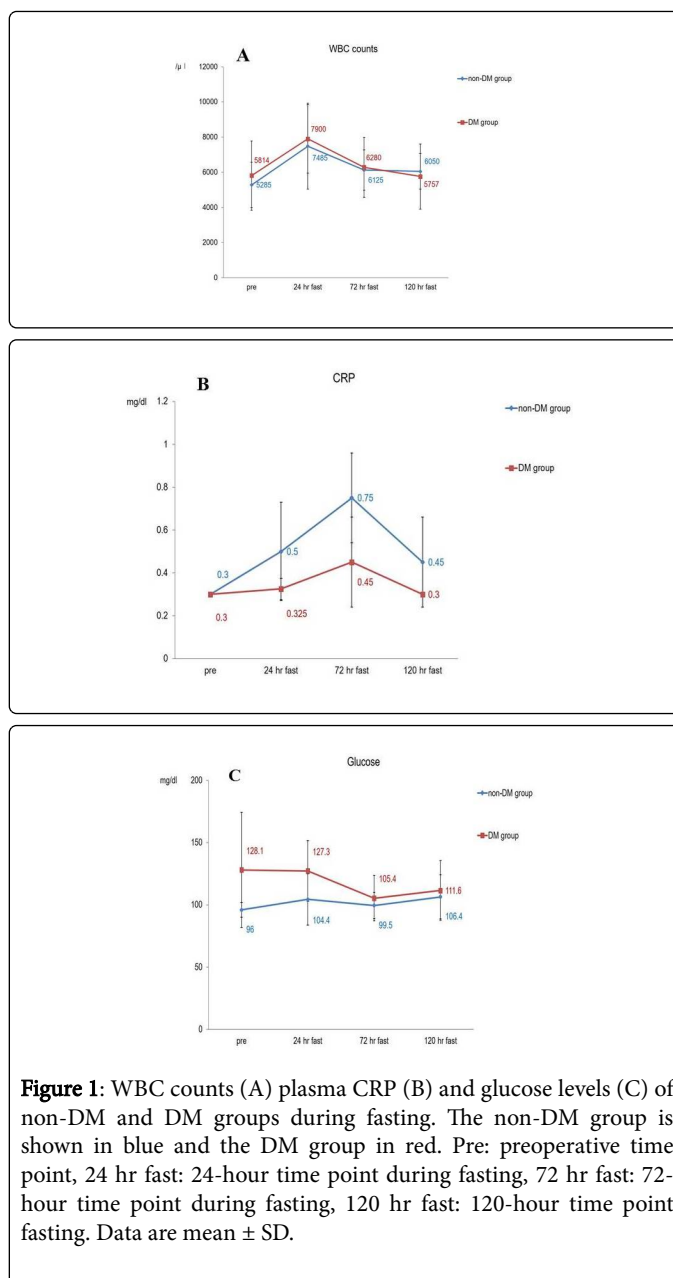 A
WBC counts
/μ l
12000
10000
8000
6000
4000
2000
0
5814
5285
7900
7485
6280
6125
6050
5757
pre
24 hr fast
72 hr fast
120 hr fast
non-DM group
DM group
B
CRP
mg/dl
1.2
1
0.8
0.6
0.4
0.2
0
0.3
0.3
0.5
0.325
0.75
0.45
0.45
0.3
pre
24 hr fast
72 hr fast
120 hr fast
non-DM group
DM group
C
Glucose
mg/dl
200
150
100
50
0
128.1
96
127.3
104.4
105.4
99.5
111.6
106.4
pre
24 hr fast
72 hr fast
120 hr fast
non-DM group
DM group
Figure 1: WBC counts (A) plasma CRP (B) and glucose levels (C) of
non-DM and DM groups during fasting. The non-DM group is
shown in blue and the DM group in red. Pre: preoperative time
point, 24 hr fast: 24-hour time point during fasting, 72 hr fast: 72-
hour time point during fasting, 120 hr fast: 120-hour time point
fasting. Data are mean ± SD.